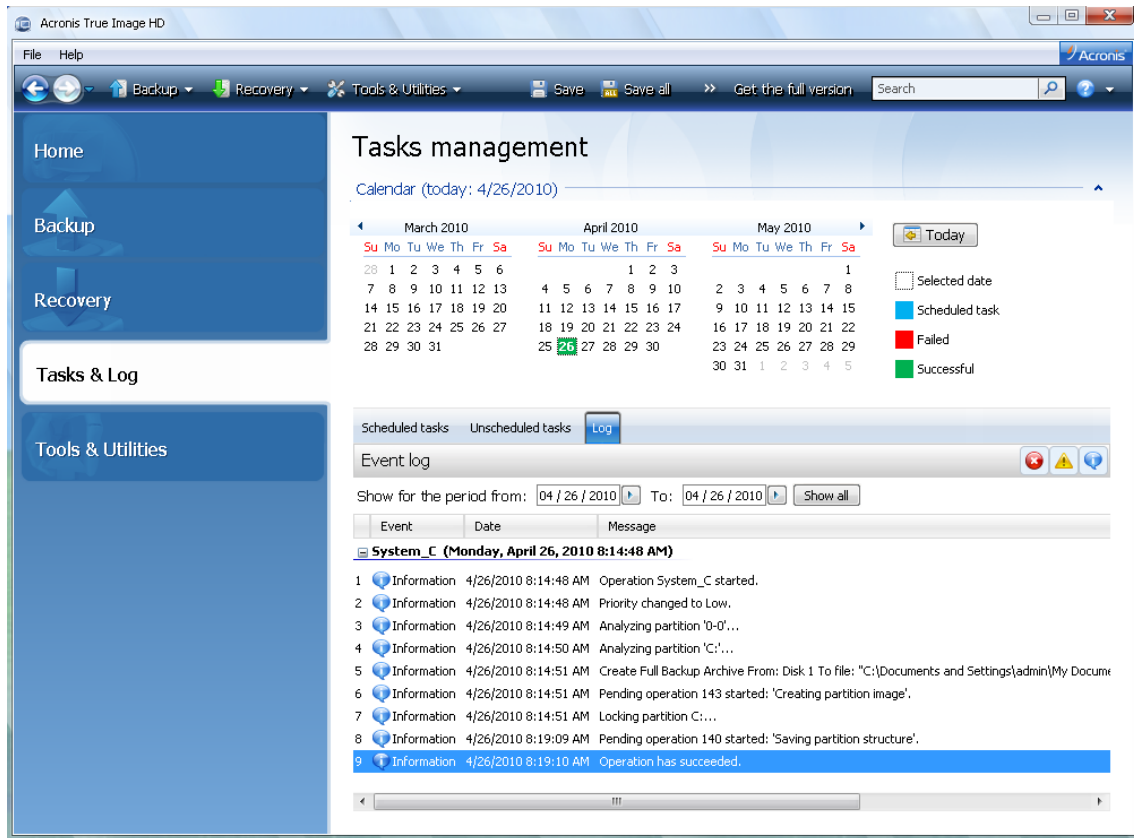 Acronis True Image HD
File Help
Acronis
Backup Recovery Tools & Utilities Save Save all >> Get the full version Search
Home
Backup
Recovery
Tasks & Log
Tools & Utilities
Tasks management
Calendar (today: 4/26/2010)
March 2010 April 2010 May 2010
Su Mo Tu We Th Fr Sa Su Mo Tu We Th Fr Sa Su Mo Tu We Th Fr Sa
28 1 2 3 4 5 6 1 2 3 1
7 8 9 10 11 12 13 4 5 6 7 8 9 10 2 3 4 5 6 7 8
14 15 16 17 18 19 20 11 12 13 14 15 16 17 9 10 11 12 13 14 15
21 22 23 24 25 26 27 18 19 20 21 22 23 24 16 17 18 19 20 21 22
28 29 30 31 25 26 27 28 29 30 23 24 25 26 27 28 29
30 31 1 2 3 4 5
Today
Selected date
Scheduled task
Failed
Successful
Scheduled tasks Unscheduled tasks Log
Event log
Show for the period from: 04 / 26 / 2010 To: 04 / 26 / 2010 Show all
Event Date Message
System_C (Monday, April 26, 2010 8:14:48 AM)
1 Information 4/26/2010 8:14:48 AM Operation System_C started.
2 Information 4/26/2010 8:14:48 AM Priority changed to Low.
3 Information 4/26/2010 8:14:49 AM Analyzing partition '0-0'...
4 Information 4/26/2010 8:14:50 AM Analyzing partition 'C:'...
5 Information 4/26/2010 8:14:51 AM Create Full Backup Archive From: Disk 1 To file: "C:\Documents and Settings\admin\My Docume
6 Information 4/26/2010 8:14:51 AM Pending operation 143 started: 'Creating partition image'.
7 Information 4/26/2010 8:14:51 AM Locking partition C:...
8 Information 4/26/2010 8:19:09 AM Pending operation 140 started: 'Saving partition structure'.
9 Information 4/26/2010 8:19:10 AM Operation has succeeded.